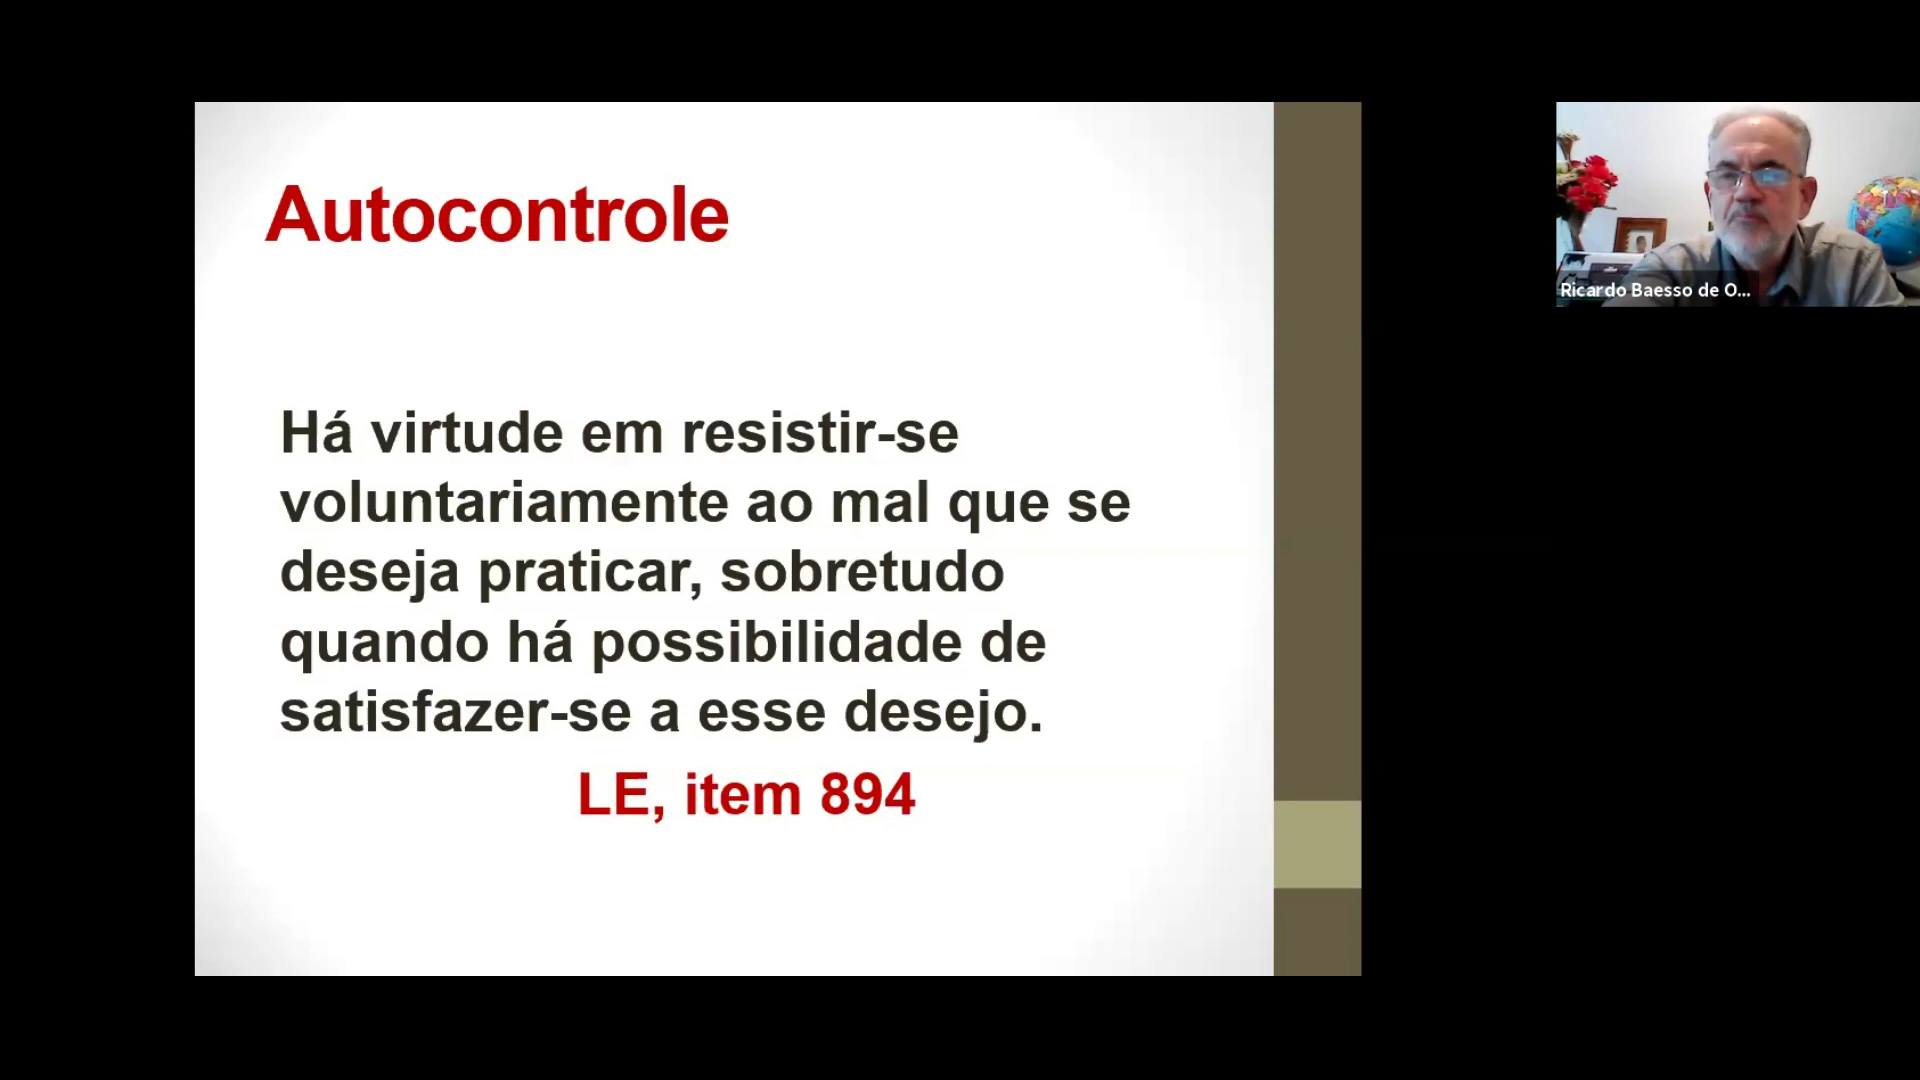 Autocontrole
Há virtude em resistir-se
voluntariamente ao mal que se
deseja praticar, sobretudo
quando há possibilidade de
satisfazer-se a esse desejo.
LE, item 894
Ricardo Baesso de O...